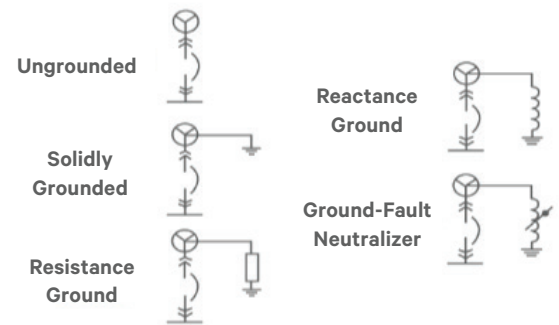 Ungrounded
Solidly
Grounded
Resistance
Ground
Reactance
Ground
Ground-Fault
Neutralizer